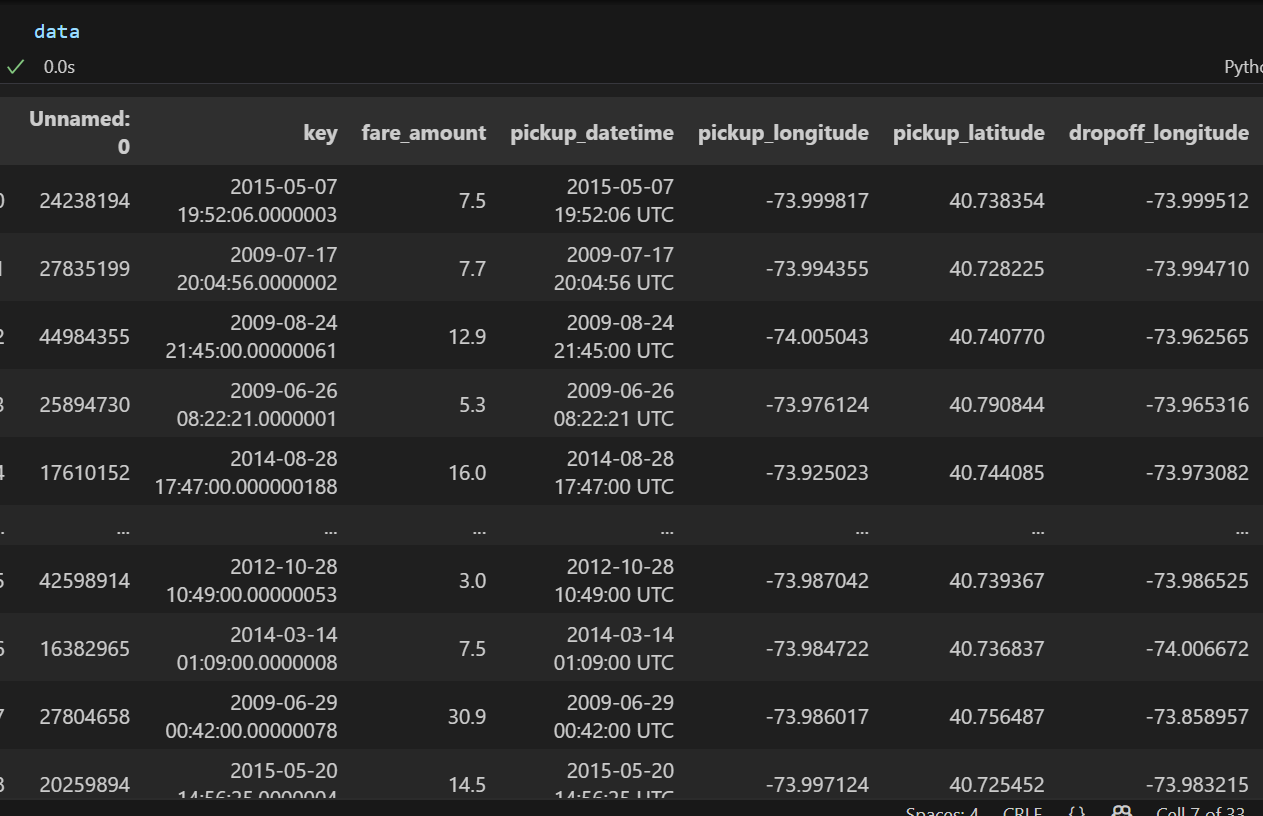 data
0.0s Pytho
Unnamed:
0 key fare_amount pickup_datetime pickup_longitude pickup_latitude dropoff_longitude
24238194 2015-05-07 19:52:06.0000003 7.5 2015-05-07 19:52:06 UTC -73.999817 40.738354 -73.999512
27835199 2009-07-17 20:04:56.0000002 7.7 2009-07-17 20:04:56 UTC -73.994355 40.728225 -73.994710
44984355 2009-08-24 21:45:00.00000061 12.9 2009-08-24 21:45:00 UTC -74.005043 40.740770 -73.962565
25894730 2009-06-26 08:22:21.0000001 5.3 2009-06-26 08:22:21 UTC -73.976124 40.790844 -73.965316
17610152 2014-08-28 17:47:00.000000188 16.0 2014-08-28 17:47:00 UTC -73.925023 40.744085 -73.973082
... ... ... ... ... ... ...
42598914 2012-10-28 10:49:00.00000053 3.0 2012-10-28 10:49:00 UTC -73.987042 40.739367 -73.986525
16382965 2014-03-14 01:09:00.0000008 7.5 2014-03-14 01:09:00 UTC -73.984722 40.736837 -74.006672
27804658 2009-06-29 00:42:00.00000078 30.9 2009-06-29 00:42:00 UTC -73.986017 40.756487 -73.858957
20259894 2015-05-20 14:56:25.0000004 14.5 2015-05-20 14:56:25 UTC -73.997124 40.725452 -73.983215
Spaces: 4 CRLF {} Cell 7 of 33